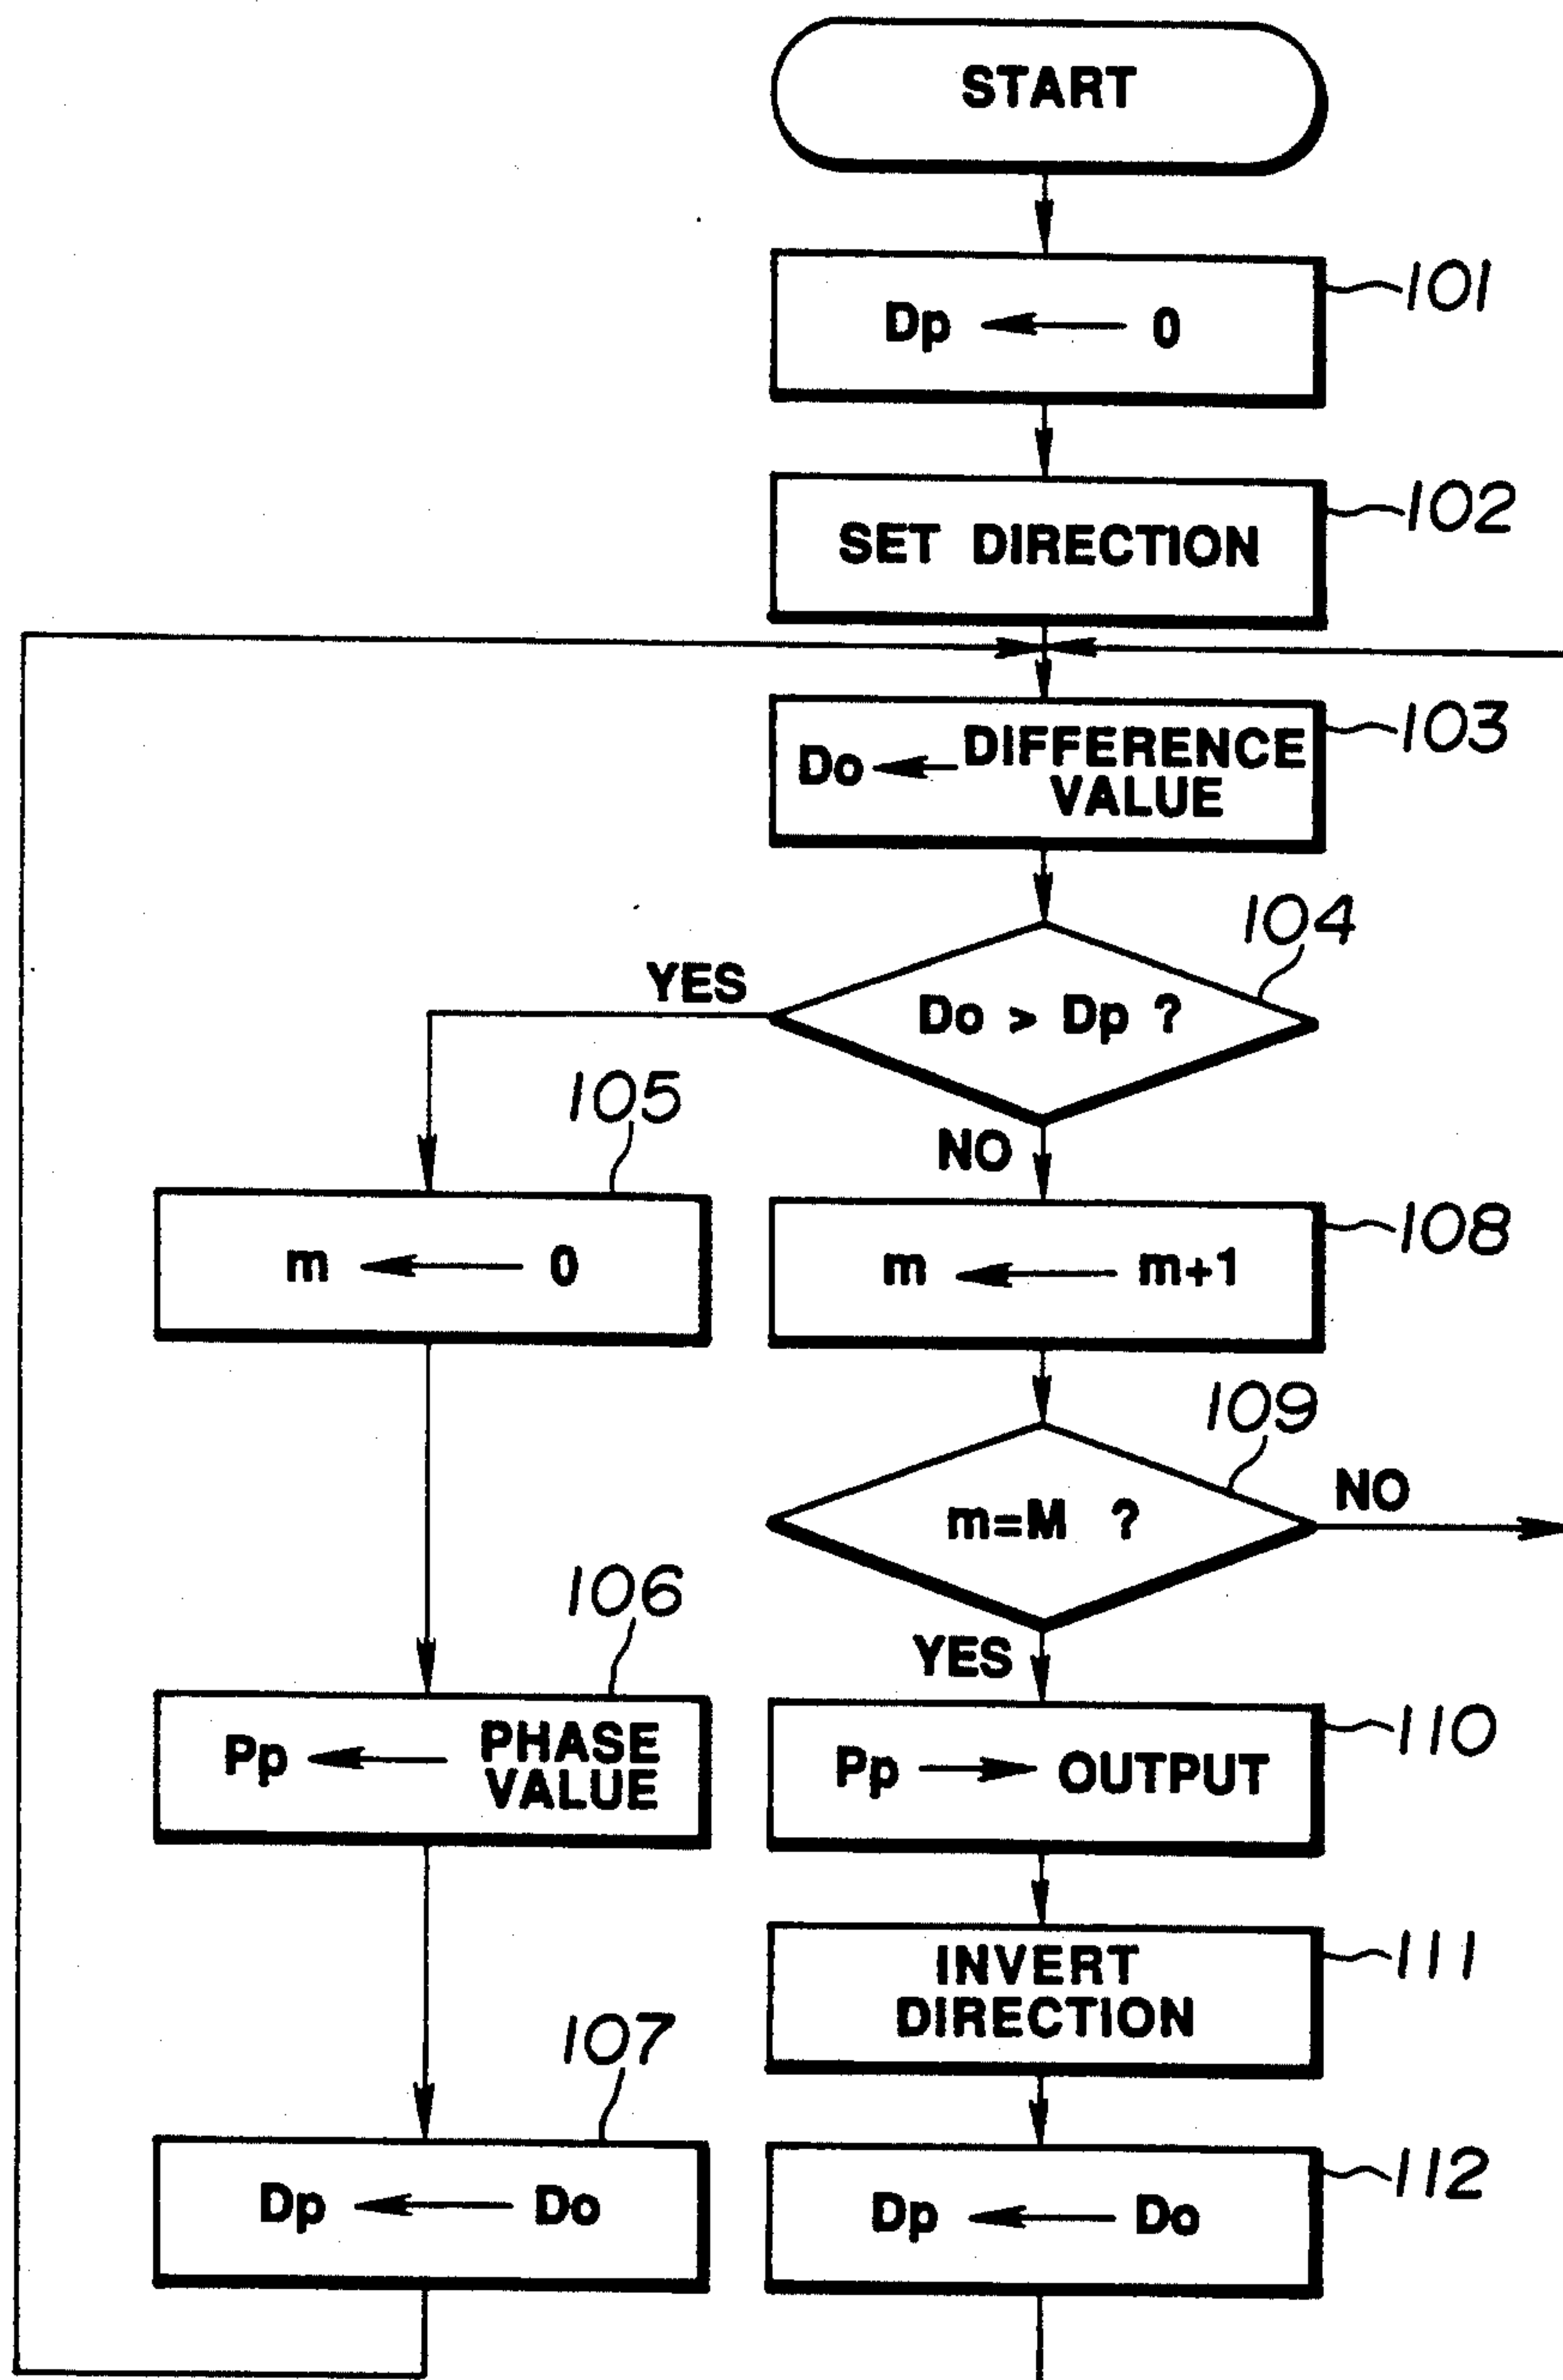 START
101
Dp ← 0
102
SET DIRECTION
103
Do ← DIFFERENCE
VALUE
104
YES
Do > Dp ?
105
NO
108
m ← 0
m ← m+1
109
m=M ?
NO
106
YES
110
Pp ← PHASE
VALUE
Pp → OUTPUT
111
INVERT
DIRECTION
107
112
Dp ← Do
Dp ← Do